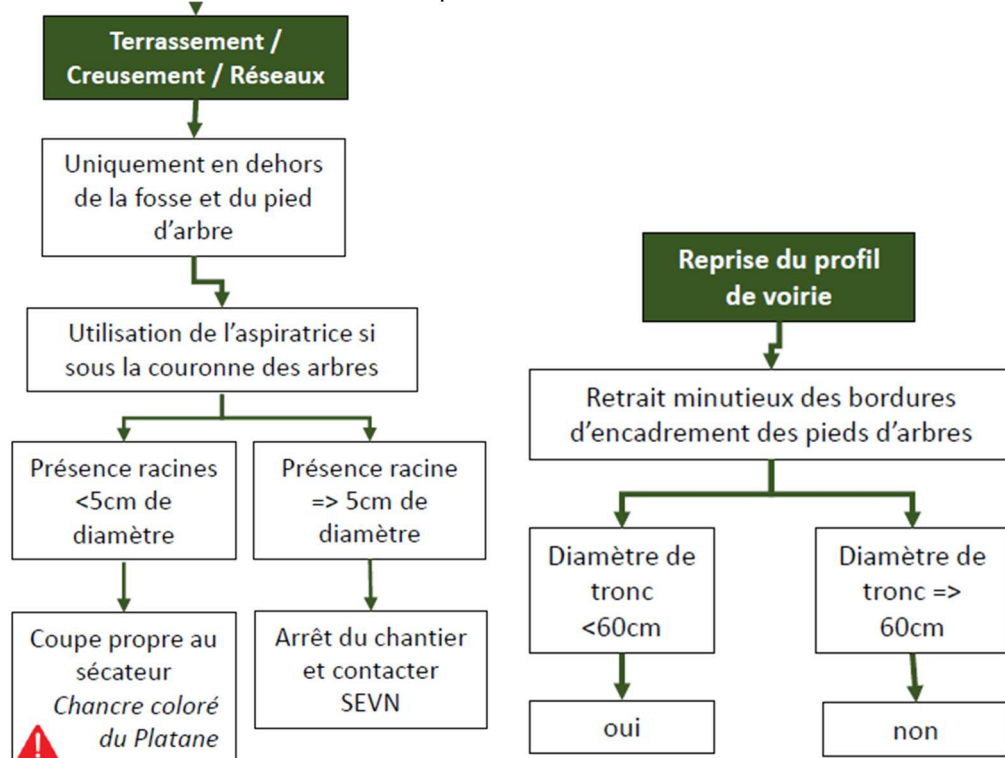 Terrassement /
Creusement / Réseaux
Uniquement en dehors
de la fosse et du pied
d'arbre
Utilisation de l'aspiratrice si
sous la couronne des arbres
Présence racines
<5cm de
diamètre
Présence racine
=> 5cm de
diamètre
Coupe propre au
sécateur
Chancre coloré
du Platane
Arrêt du chantier
et contacter
SEVN
Reprise du profil
de voirie
Retrait minutieux des bordures
d'encadrement des pieds d'arbres
Diamètre de
tronc
<60cm
Diamètre de
tronc =>
60cm
oui
non